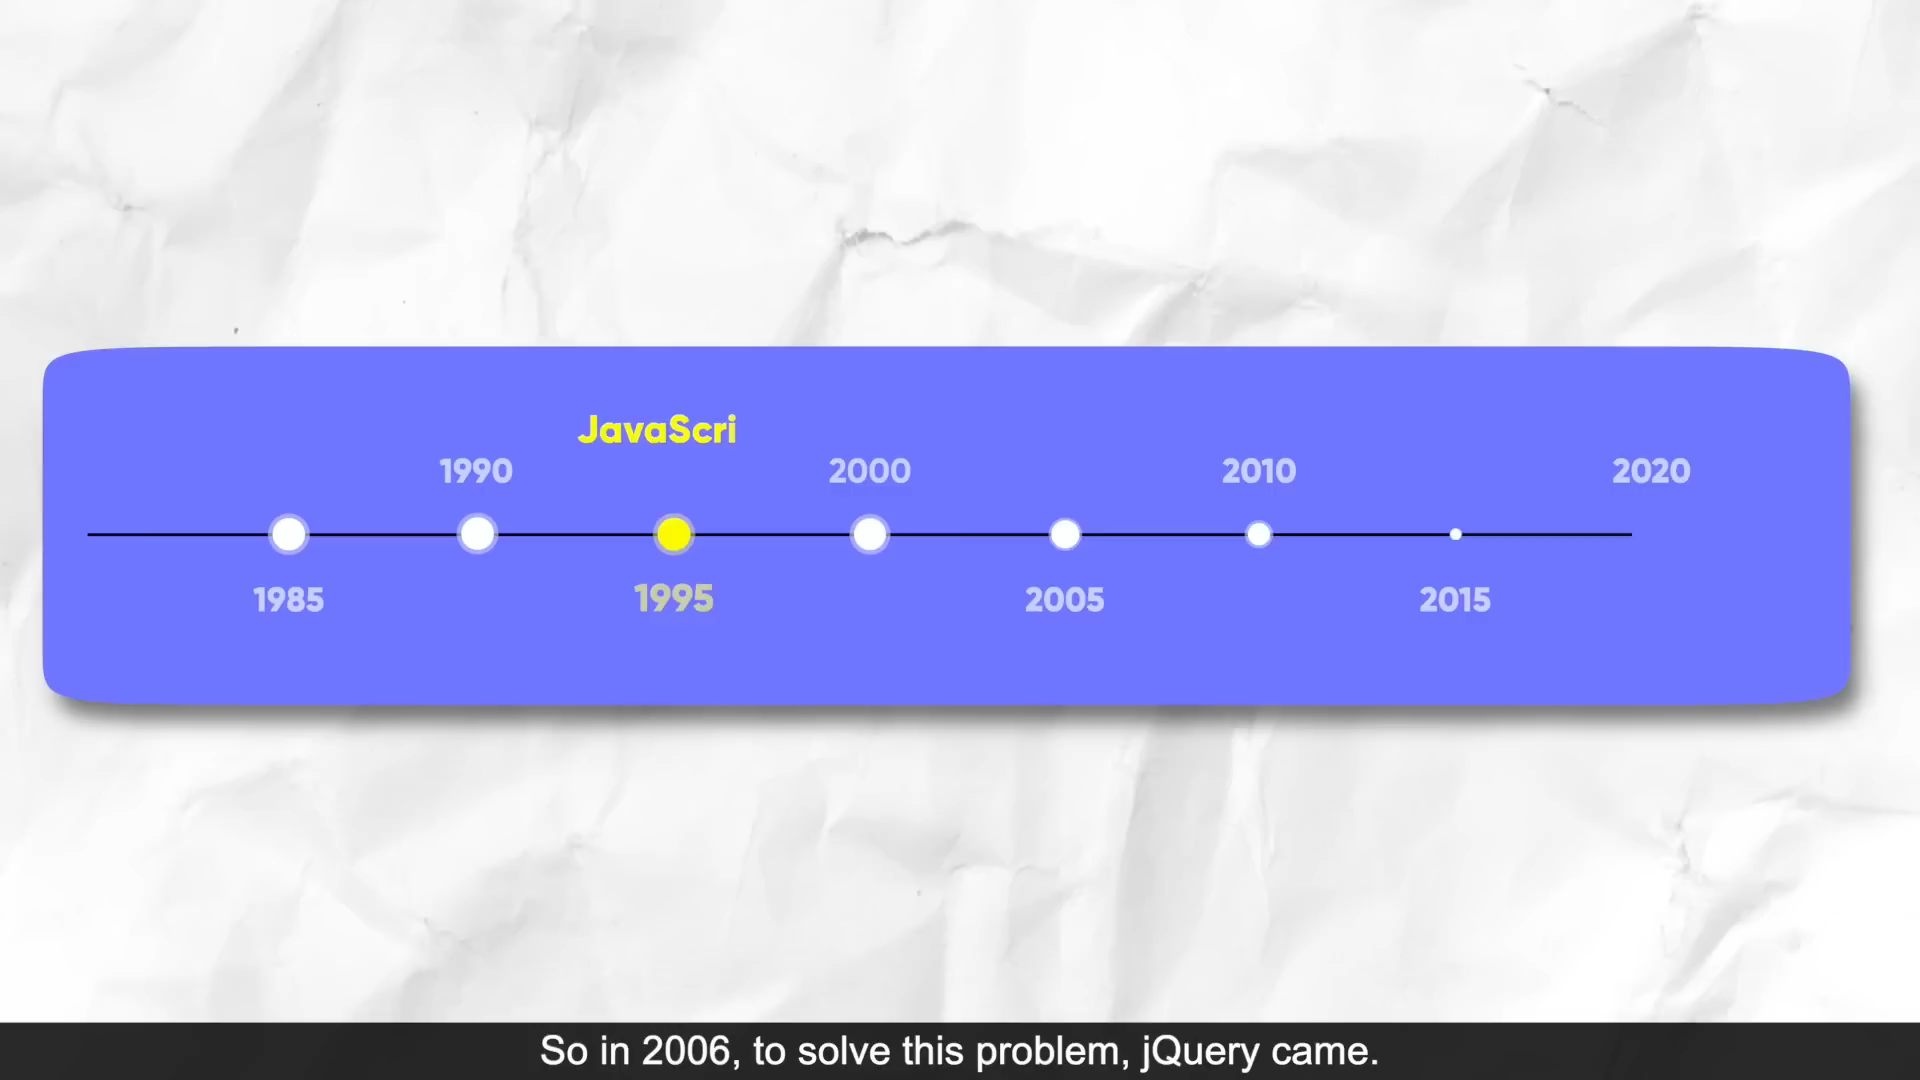 JavaScri
1990 2000 2010 2020
1985 1995 2005 2015
So in 2006, to solve this problem, jQuery came.